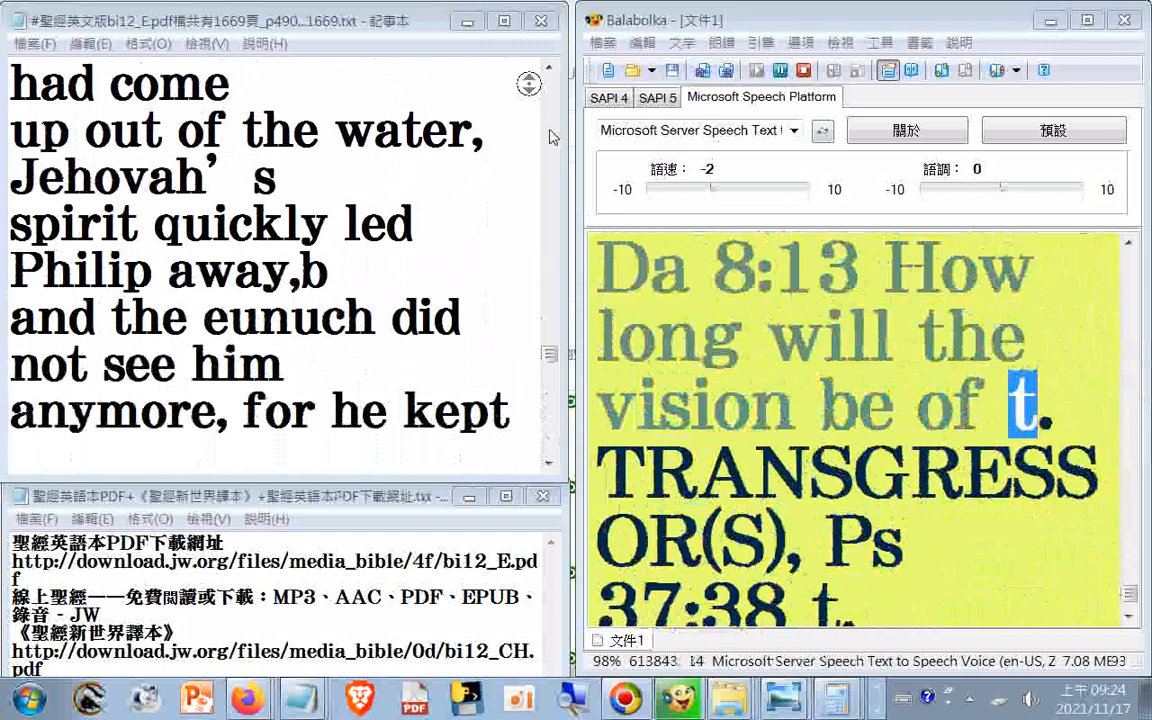 #聖經英文版bi12_E.pdf檔共有1669頁_p490...1669.txt - 記事本
檔案(F) 編輯(E) 格式(O) 檢視(V) 說明(H)
had come
up out of the water,
Jehovah’s
spirit quickly led
Philip away,b
and the eunuch did
not see him
anymore, for he kept
聖經英語本PDF+《聖經新世界譯本》+聖經英語本PDF下載網址.txt -...
檔案(F) 編輯(E) 格式(O) 檢視(V) 說明(H)
聖經英語本PDF下載網址
http://download.jw.org/files/media_bible/4f/bi12_E.pd
f
線上聖經——免費閱讀或下載：MP3、AAC、PDF、EPUB、
錄音 - JW
《聖經新世界譯本》
http://download.jw.org/files/media_bible/0d/bi12_CH.
pdf
Balabolka - [文件1]
檔案 編輯 文字 朗讀 引擎 選項 檢視 工具 書籤 說明
SAPI 4 SAPI 5 Microsoft Speech Platform
Microsoft Server Speech Text 關於 預設
語速： -2 語調： 0
-10 10 -10 10
Da 8:13 How
long will the
vision be of t.
TRANSGRESS
OR(S), Ps
37:38 t.
文件1
98% 613843: 14 Microsoft Server Speech Text to Speech Voice (en-US, Z 7.08 МБ93
上午 09:24
2021/11/17